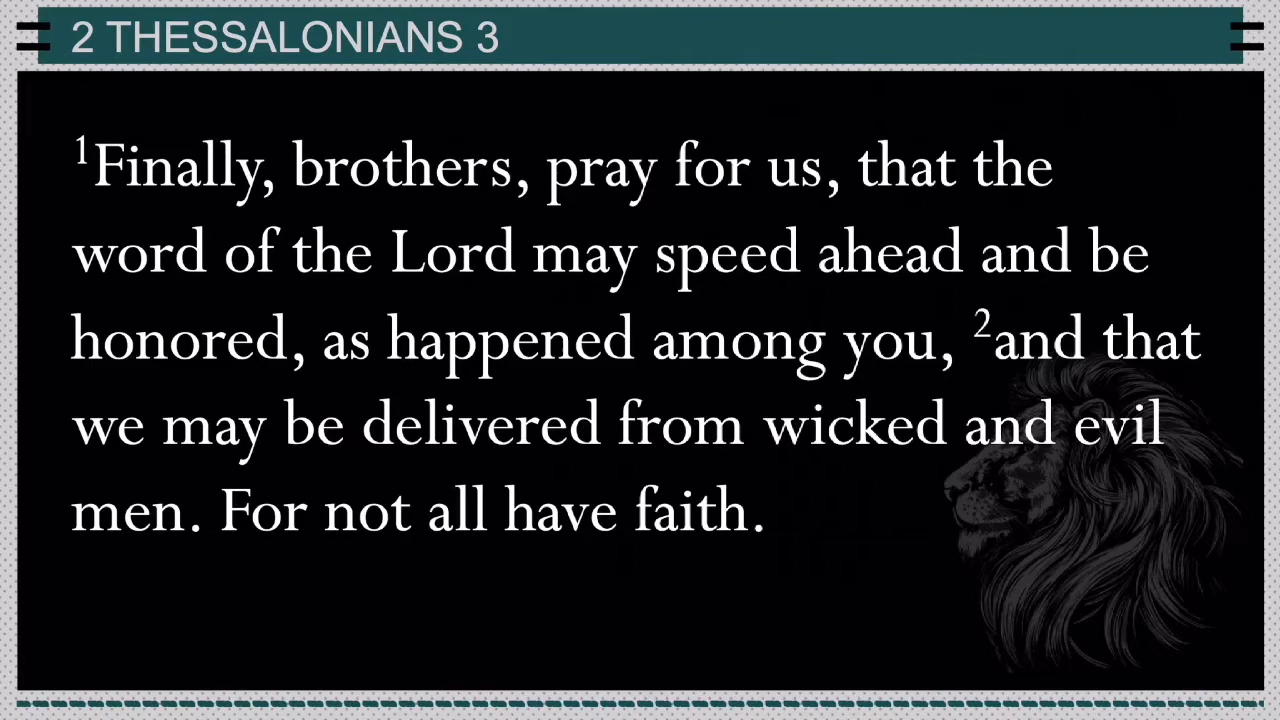 2 THESSALONIANS 3
¹Finally, brothers, pray for us, that the
word of the Lord may speed ahead and be
honored, as happened among you, ²and that
we may be delivered from wicked and evil
men. For not all have faith.